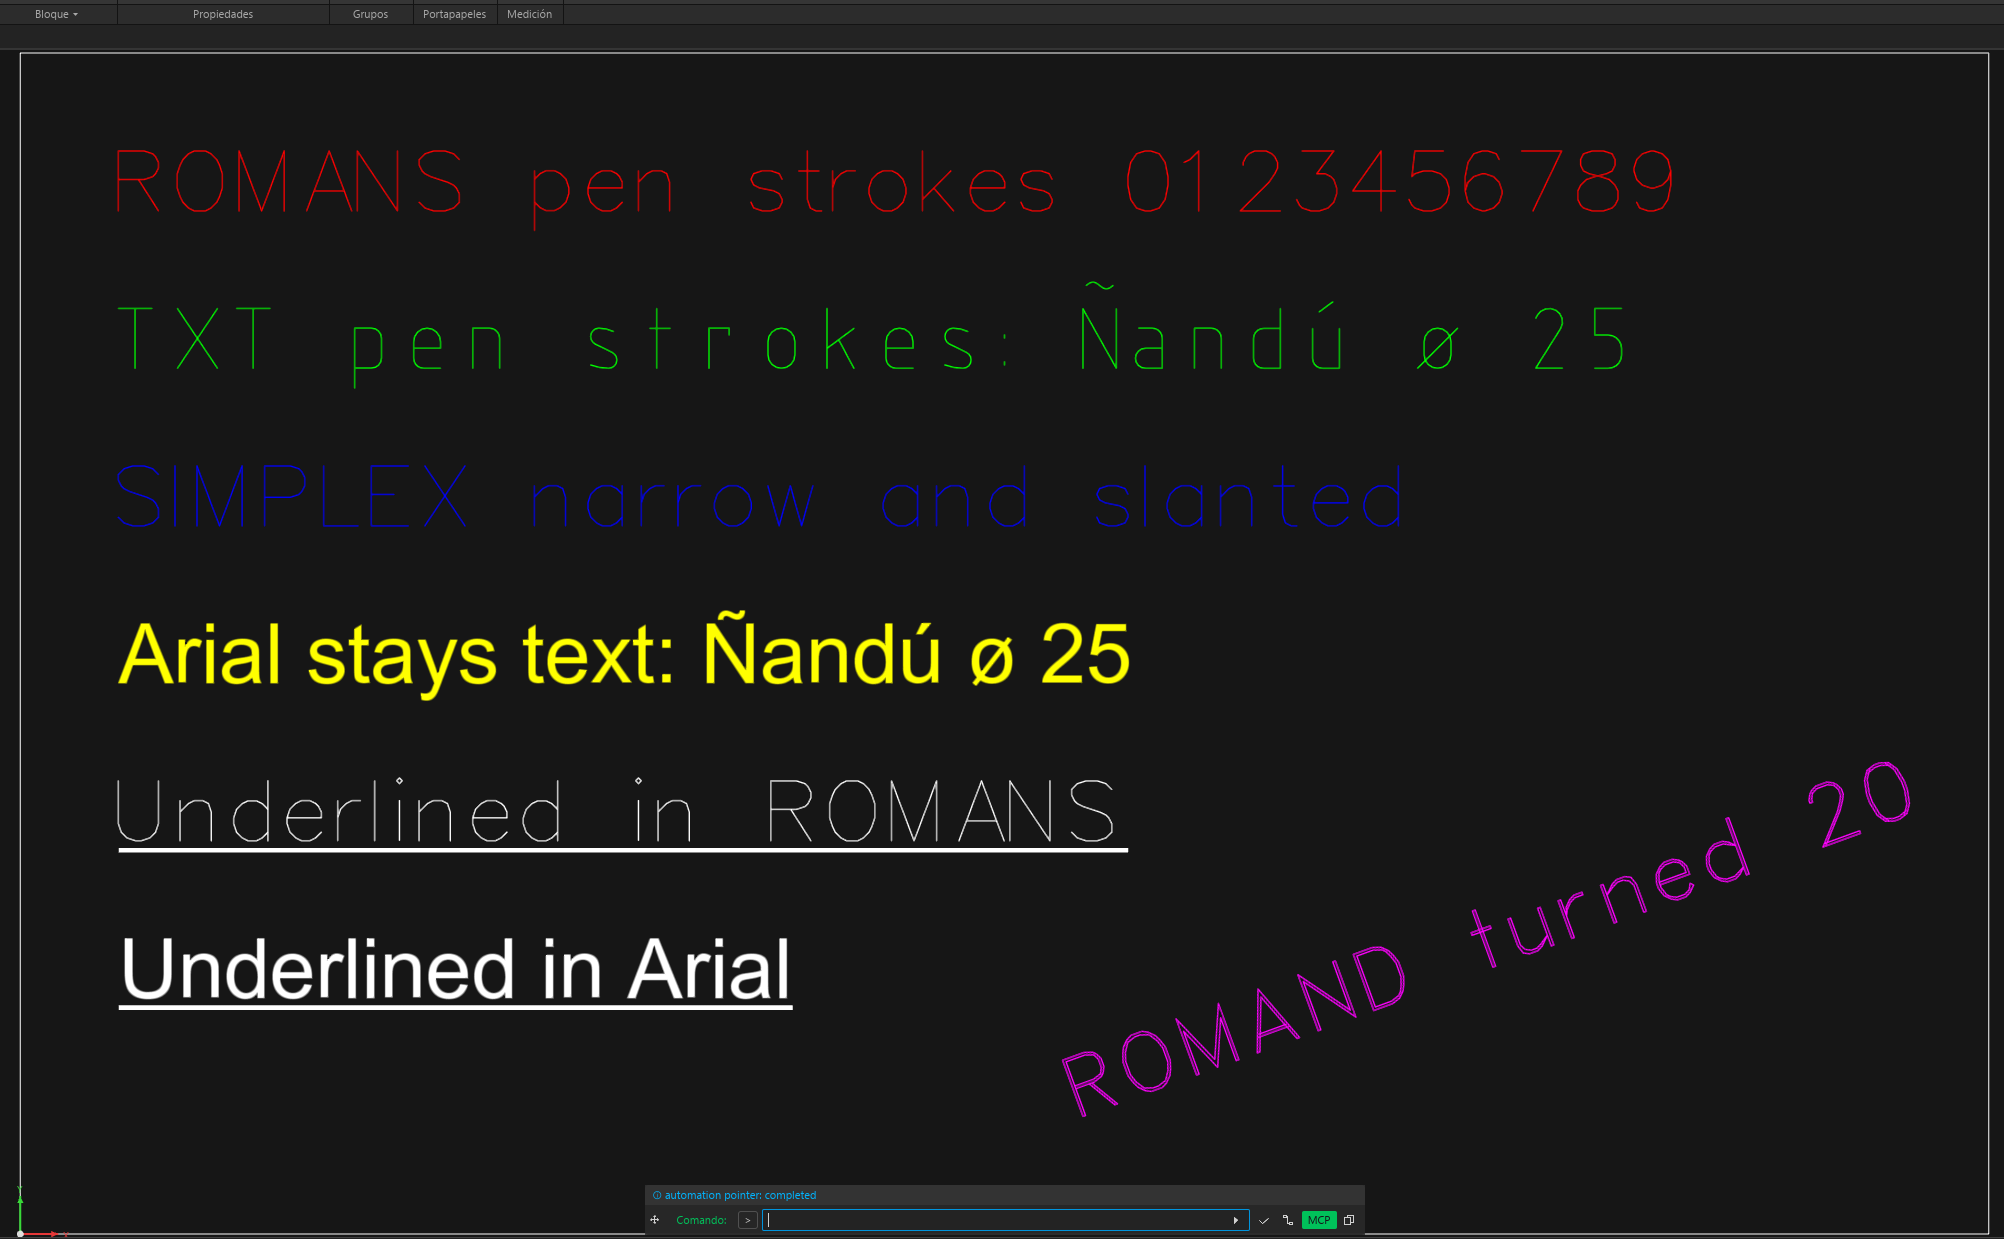 Bloque Propiedades Grupos Portapapeles Medición
ROMANS pen strokes 0123456789
TXT pen strokes: Ñandú ø 25
SIMPLEX narrow and slanted
Arial stays text: Ñandú ø 25
Underlined in ROMANS
ROMAND turned 20
Underlined in Arial
Y
X
automation pointer: completed
Comando: > MCP